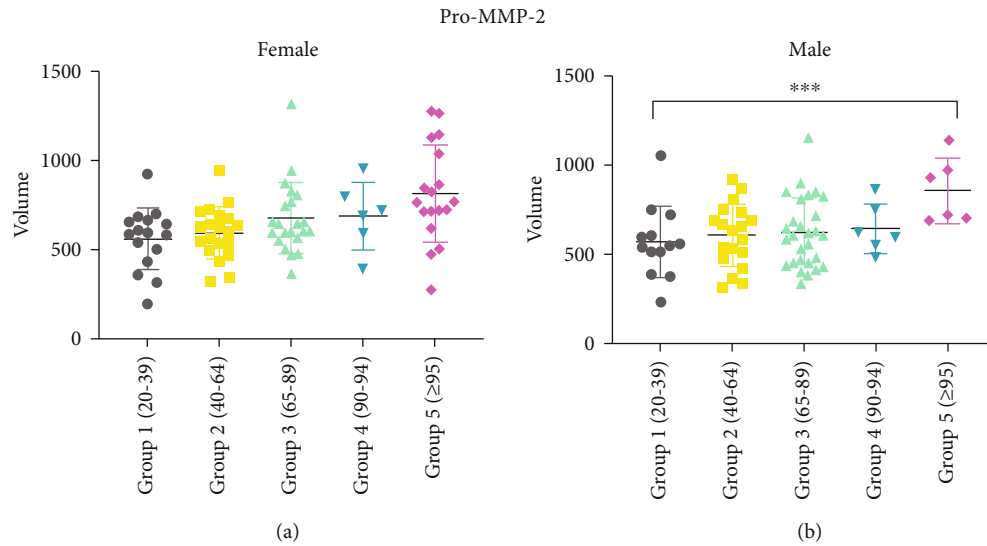 Pro-MMP-2
Female
Volume
1500
1000
500
0
Group 1 (20-39)
Group 2 (40-64)
Group 3 (65-89)
Group 4 (90-94)
Group 5 (≥95)
(a)
Male
Volume
1500
1000
500
0
***
Group 1 (20-39)
Group 2 (40-64)
Group 3 (65-89)
Group 4 (90-94)
Group 5 (≥95)
(b)